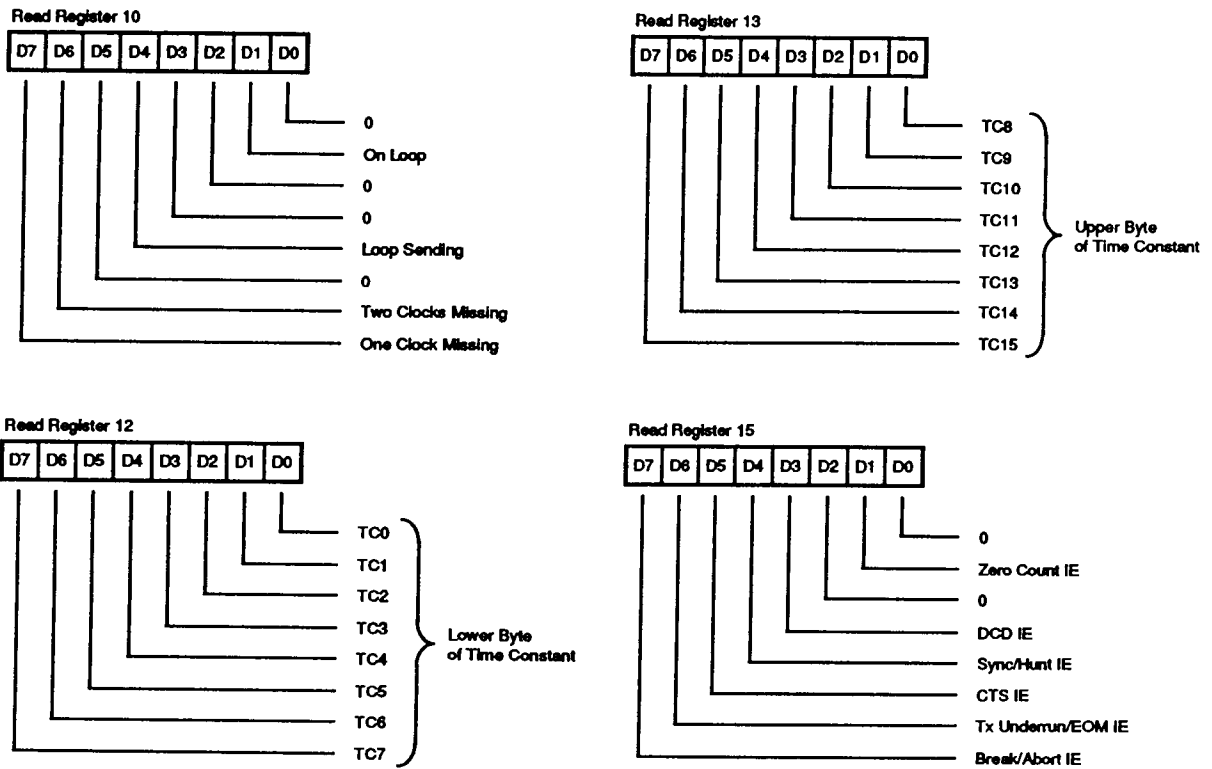 Read Register 10
D7 D6 D5 D4 D3 D2 D1 D0
0
On Loop
0
0
Loop Sending
0
Two Clocks Missing
One Clock Missing
Read Register 13
D7 D6 D5 D4 D3 D2 D1 D0
TC8
TC9
TC10
TC11
TC12
TC13
TC14
TC15
Upper Byte
of Time Constant
Read Register 12
D7 D6 D5 D4 D3 D2 D1 D0
TC0
TC1
TC2
TC3
TC4
TC5
TC6
TC7
Lower Byte
of Time Constant
Read Register 15
D7 D6 D5 D4 D3 D2 D1 D0
0
Zero Count IE
0
DCD IE
Sync/Hunt IE
CTS IE
Tx Underrun/EOM IE
Break/Abort IE